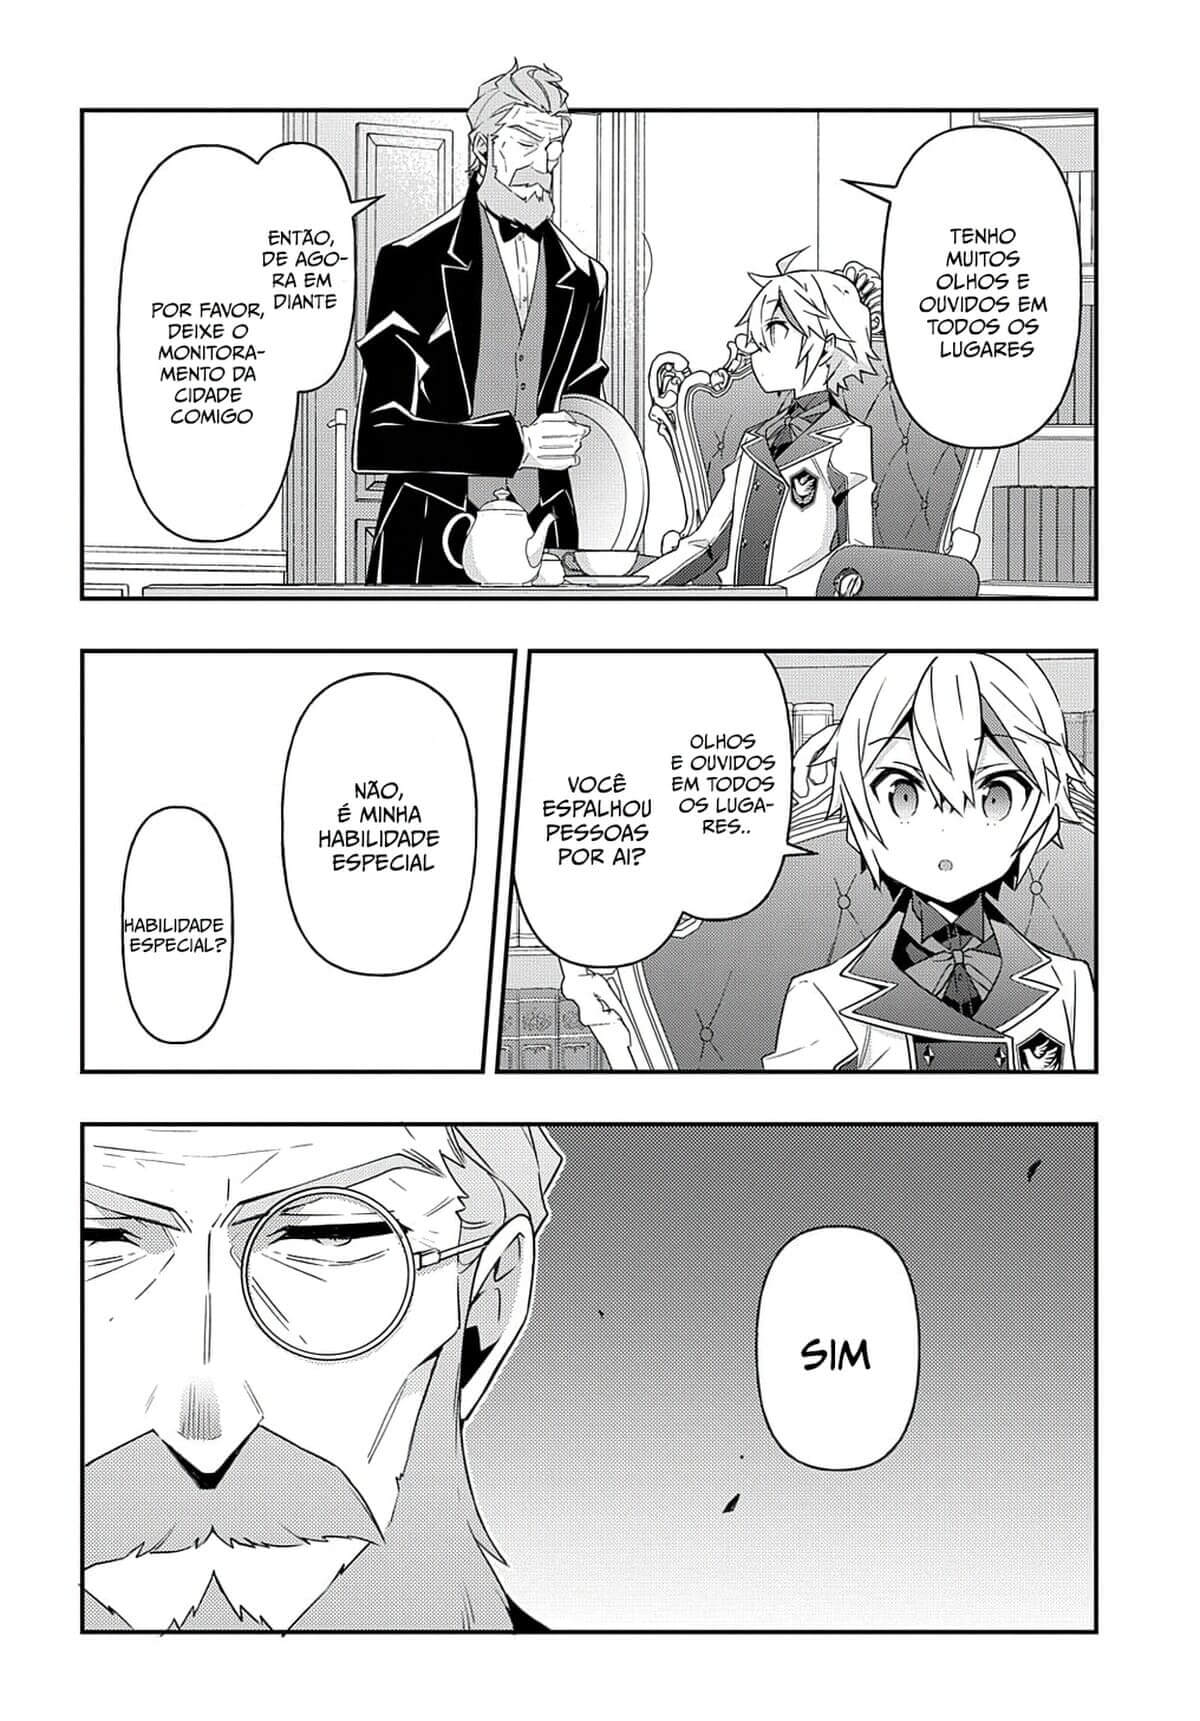 TENHO
MUITOS
OLHOS E
OUVIDOS EM
TODOS OS
LUGARES
ENTÃO,
DE AGO-
RA EM
DIANTE
POR FAVOR,
DEIXE O
MONITORA-
MENTO DA
CIDADE
COMIGO
OLHOS
E OUVIDOS
EM TODOS
OS LUGA-
RES..
VOCÊ
ESPALHOU
PESSOAS
POR AI?
NÃO,
É MINHA
HABILIDADE
ESPECIAL
HABILIDADE
ESPECIAL?
SIM